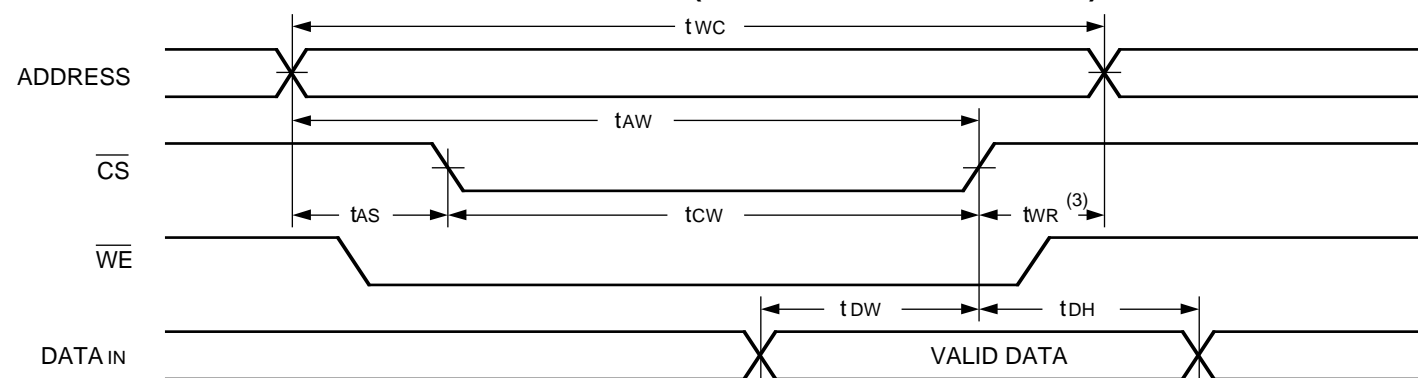 tWC
ADDRESS
tAW
CS
tAS tCW tWR (3)
WE
tDW tDH
DATA IN VALID DATA